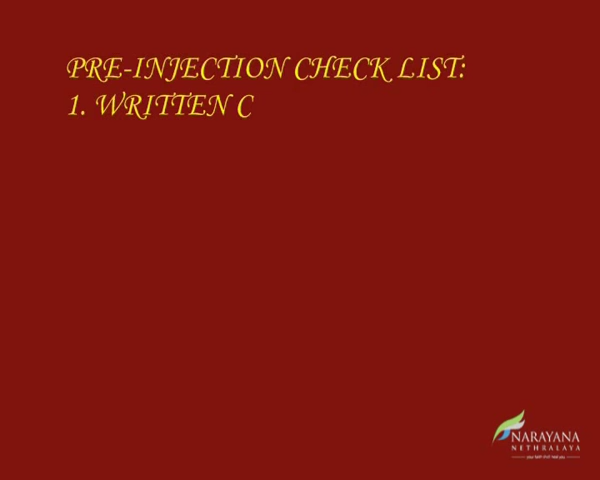 PRE-INJECTION CHECK LIST:
1. WRITTEN C
NARAYANA
NETHRALAYA